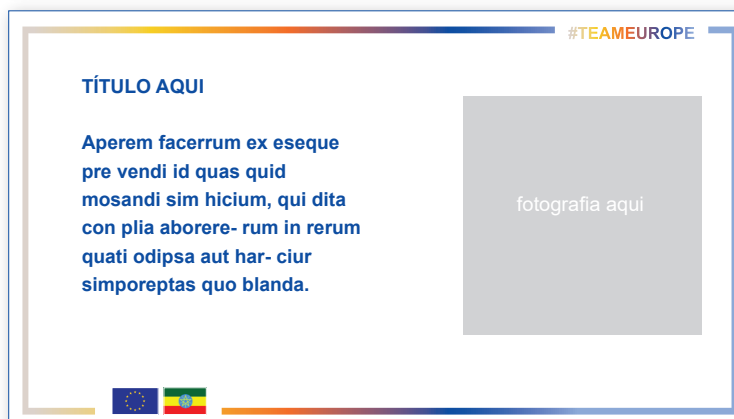 #TEAMEUROPE
TÍTULO AQUI
Aperem facerrum ex eseque
pre vendi id quas quid
mosandi sim hicium, qui dita
con plia aborere- rum in rerum
quati odipsa aut har- ciur
simporeptas quo blanda.
fotografia aqui